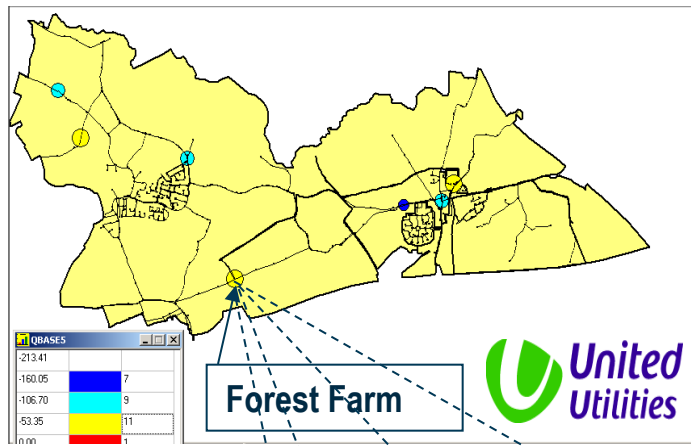 QBASE5
-213.41
-160.05 7
-106.70 9
-53.35 11
0.00 1
Forest Farm
United
Utilities